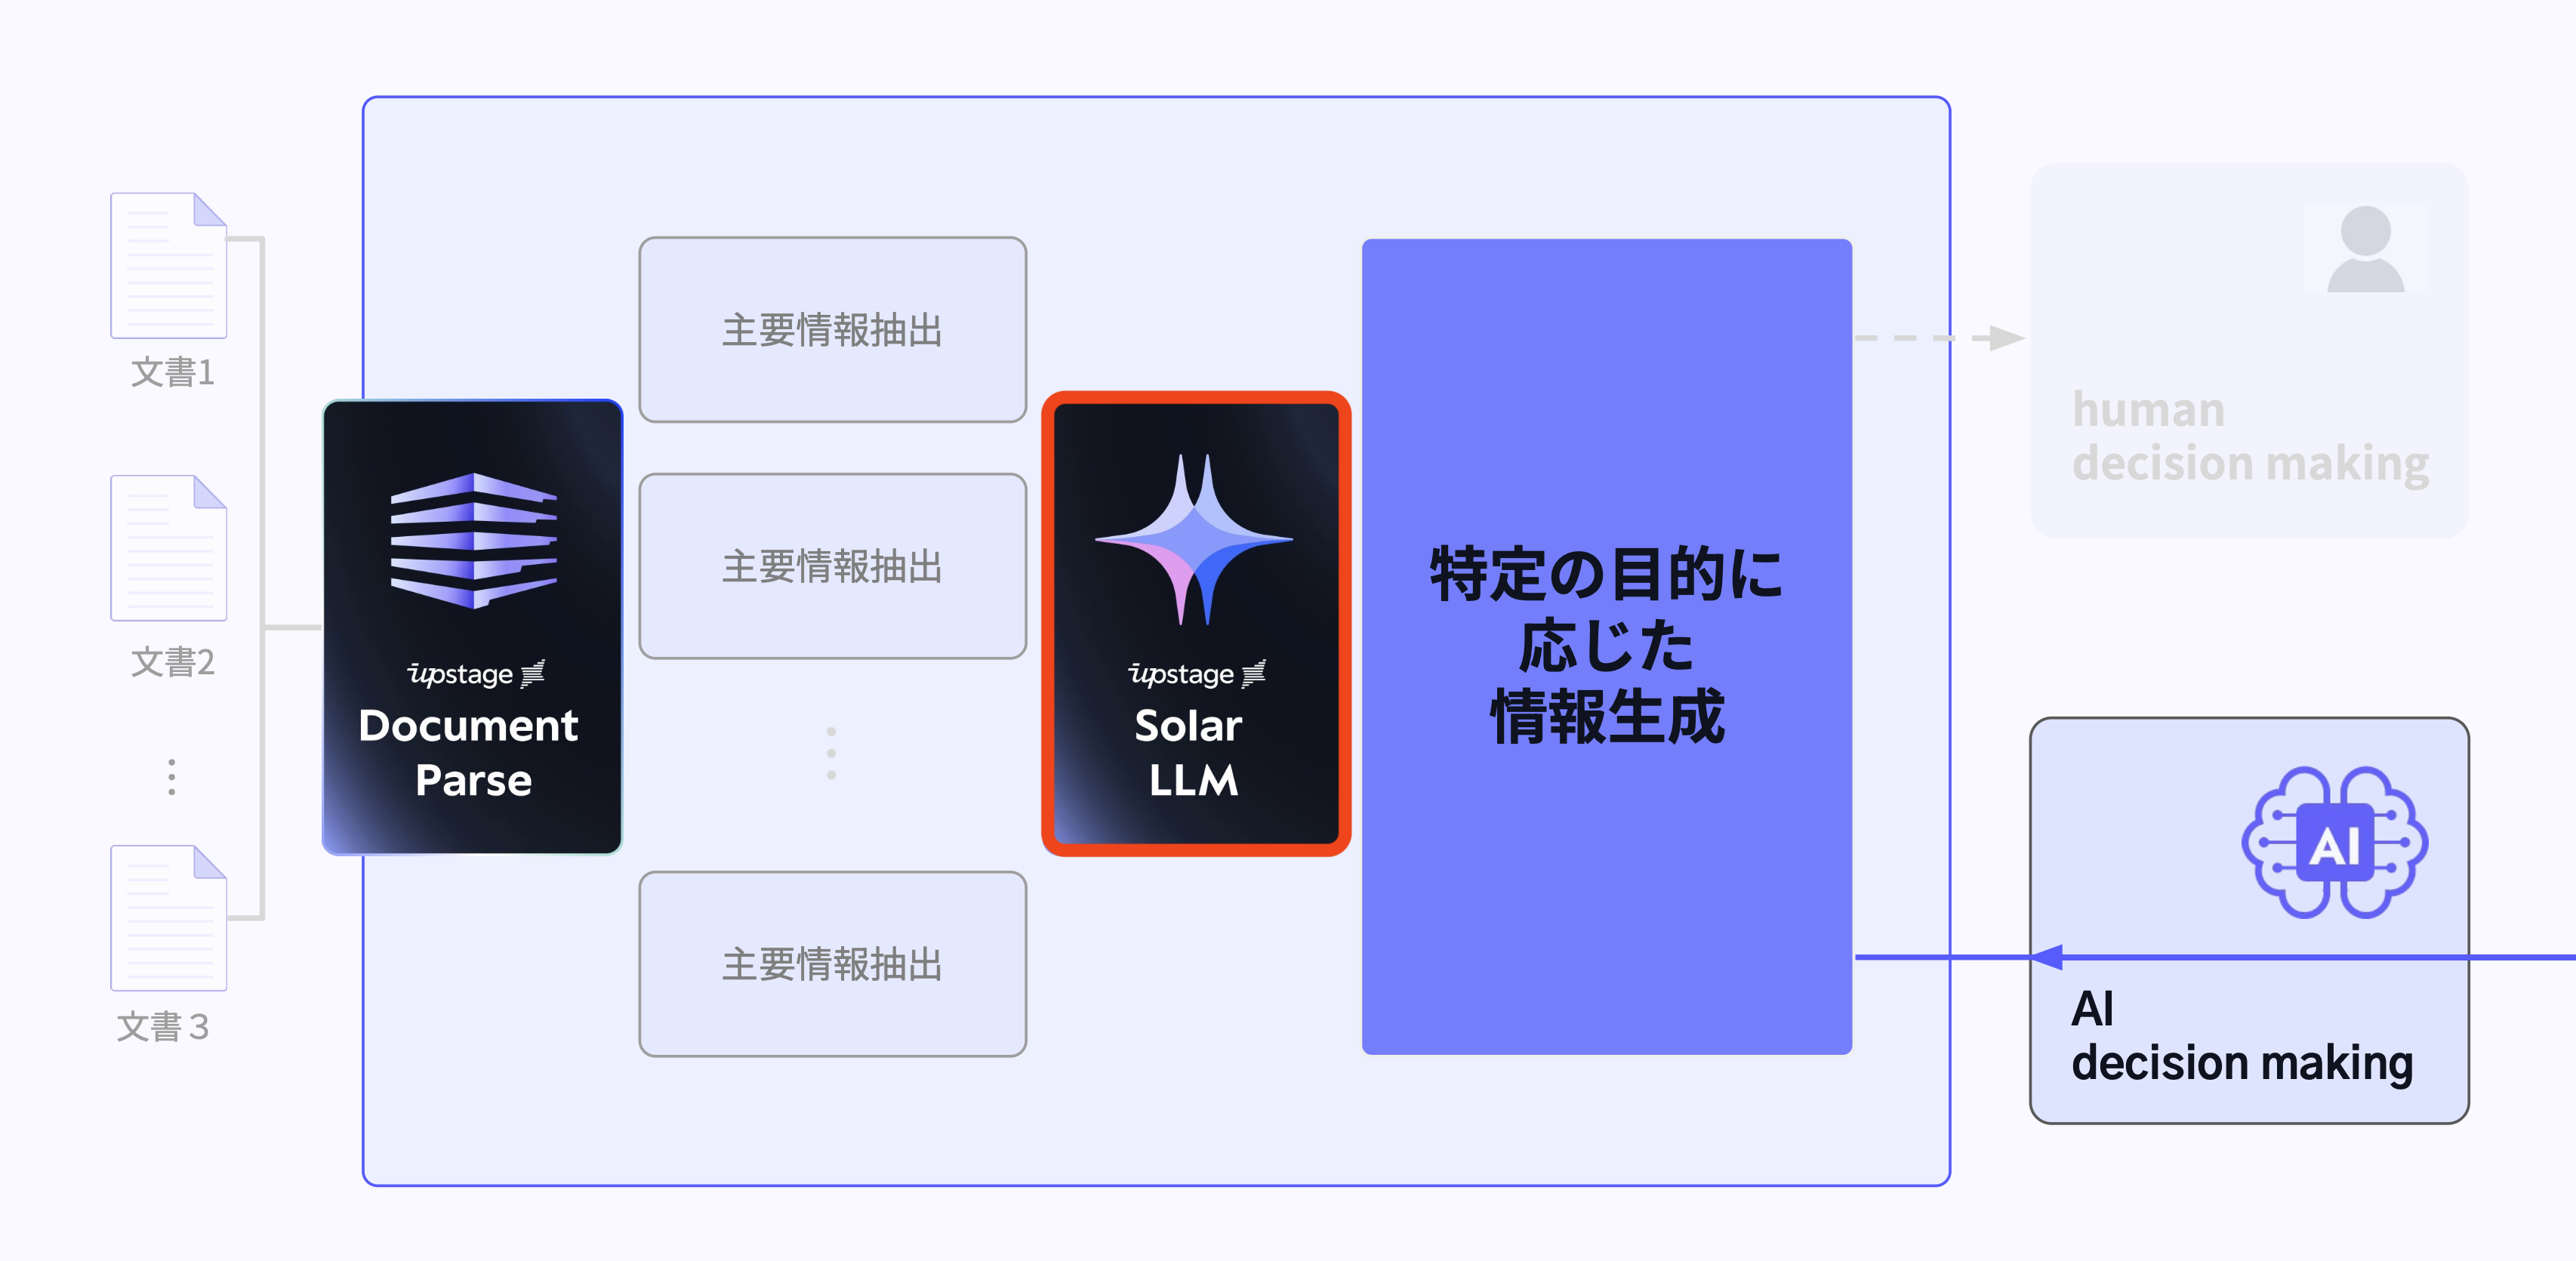 文書1
文書2
文書３
upstage
Document
Parse
主要情報抽出
主要情報抽出
主要情報抽出
upstage
Solar
LLM
特定の目的に
応じた
情報生成
human
decision making
AI
AI
decision making